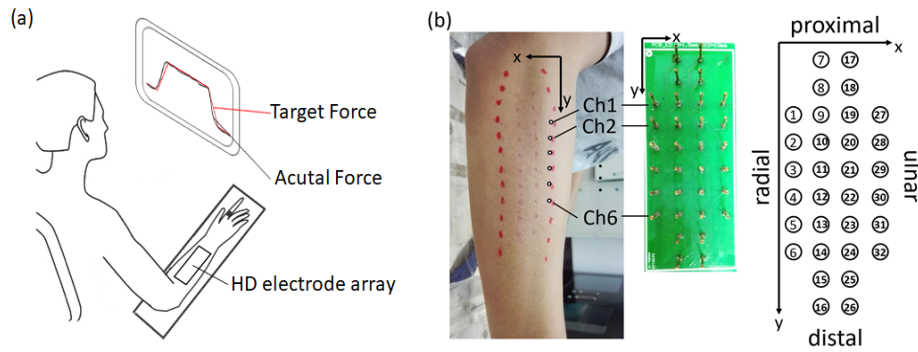 (a)
Target Force
Acutal Force
HD electrode array
(b)
x
y
Ch1
Ch2
Ch6
x
y
proximal
x
radial
ulnar
7 17
8 18
1 9 19 27
2 10 20 28
3 11 21 29
4 12 22 30
5 13 23 31
6 14 24 32
15 25
16 26
y
distal